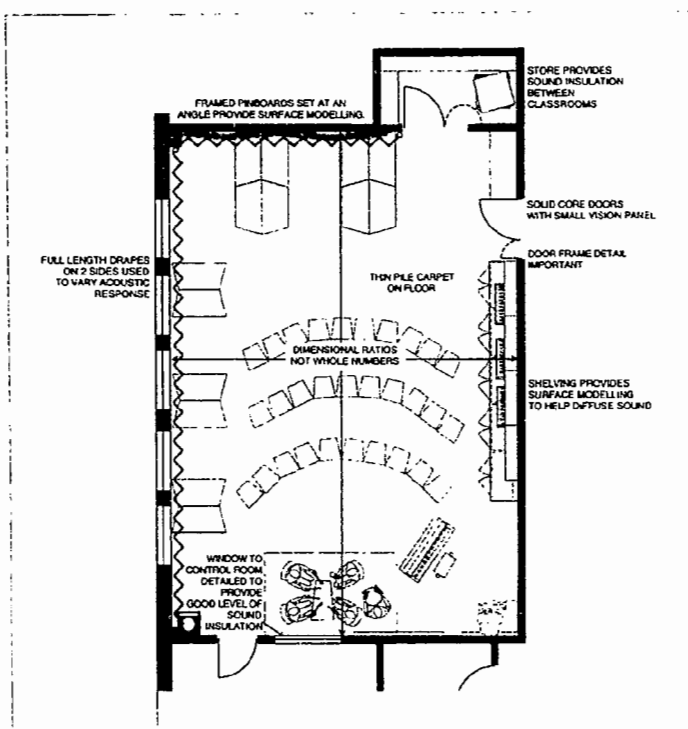 STORE PROVIDES
SOUND INSULATION
BETWEEN
CLASSROOMS
FRAMED PINBOARDS SET AT AN
ANGLE PROVIDE SURFACE MODELLING.
SOLID CORE DOORS
WITH SMALL VISION PANEL
FULL LENGTH DRAPES
ON 2 SIDES USED
TO VARY ACOUSTIC
RESPONSE
DOOR FRAME DETAIL
IMPORTANT
THIN PILE CARPET
ON FLOOR
DIMENSIONAL RATIOS
NOT WHOLE NUMBERS
SHELVING PROVIDES
SURFACE MODELLING
TO HELP DIFFUSE SOUND
WINDOW TO
CONTROL ROOM
DETAILED TO
PROVIDE
GOOD LEVEL OF
SOUND
INSULATION